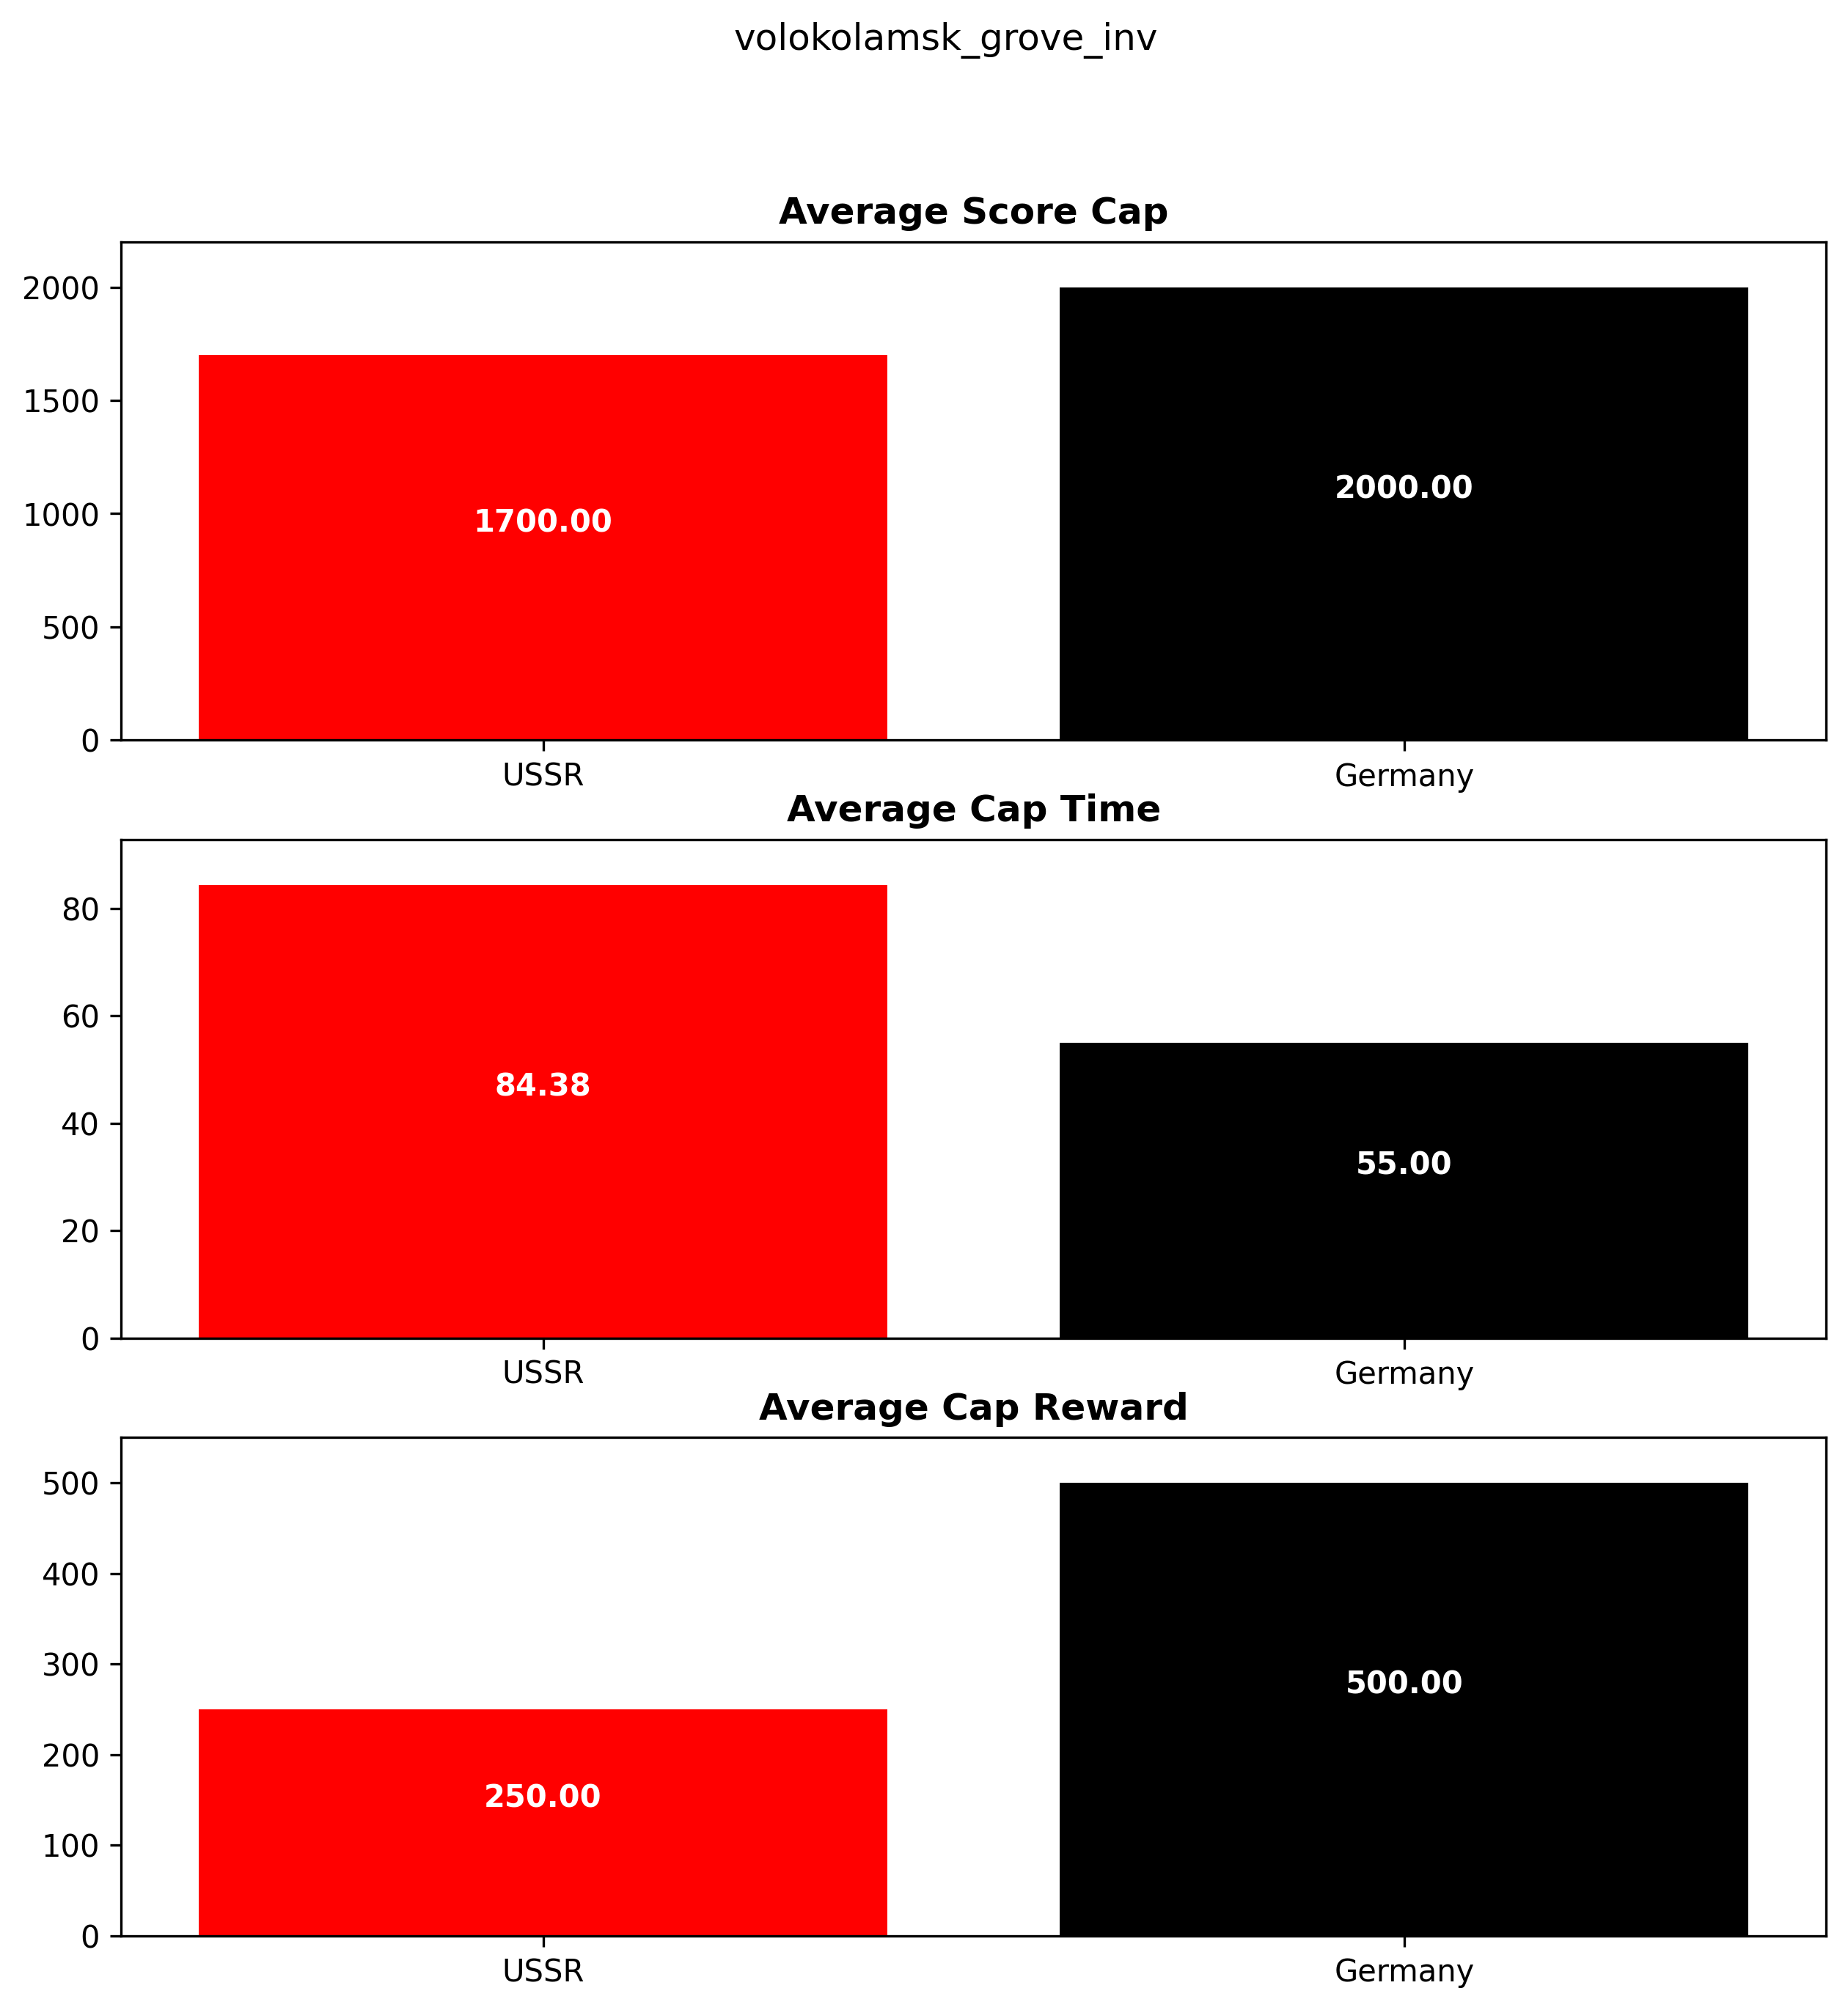 volokolamsk_grove_inv
Average Score Cap
2000
1500
1000
500
0
1700.00
2000.00
USSR
Germany
Average Cap Time
80
60
40
20
0
84.38
55.00
USSR
Germany
Average Cap Reward
500
400
300
200
100
0
250.00
500.00
USSR
Germany